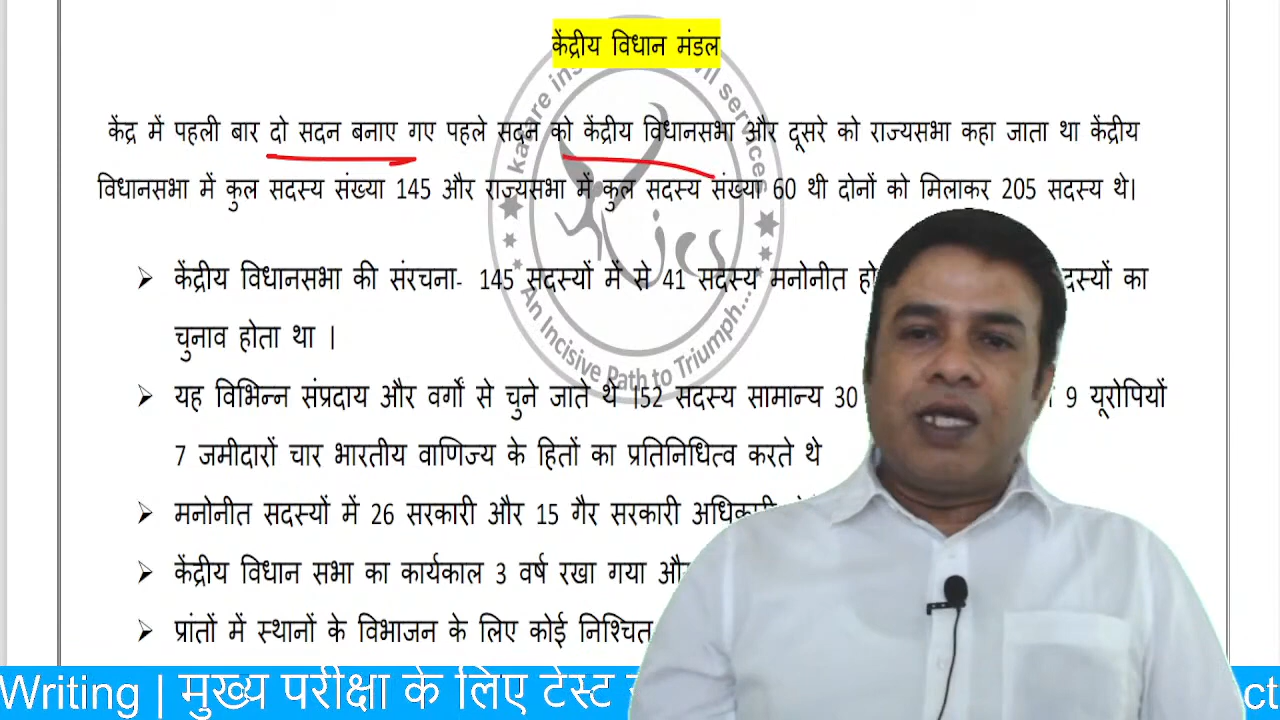 केंद्रीय विधान मंडल
केंद्र में पहली बार दो सदन बनाए गए पहले सदन को केंद्रीय विधानसभा और दूसरे को राज्यसभा कहा जाता था केंद्रीय
विधानसभा में कुल सदस्य संख्या 145 और राज्यसभा में कुल सदस्य संख्या 60 थी दोनों को मिलाकर 205 सदस्य थे।
केंद्रीय विधानसभा की संरचना- 145 सदस्यों में से 41 सदस्य मनोनीत दस्यों का
चुनाव होता था ।
यह विभिन्न संप्रदाय और वर्गों से चुने जाते थे ।52 सदस्य सामान्य 30 9 यूरोपियों
7 जमीदारों चार भारतीय वाणिज्य के हितों का प्रतिनिधित्व करते थे
मनोनीत सदस्यों में 26 सरकारी और 15 गैर सरकारी
केंद्रीय विधान सभा का कार्यकाल 3 वर्ष रखा गया
प्रांतों में स्थानों के विभाजन के लिए कोई निश्चित
Writing | मुख्य परीक्षा के लिए टेस्ट ct
An Incisive Path to Triumph...
kics